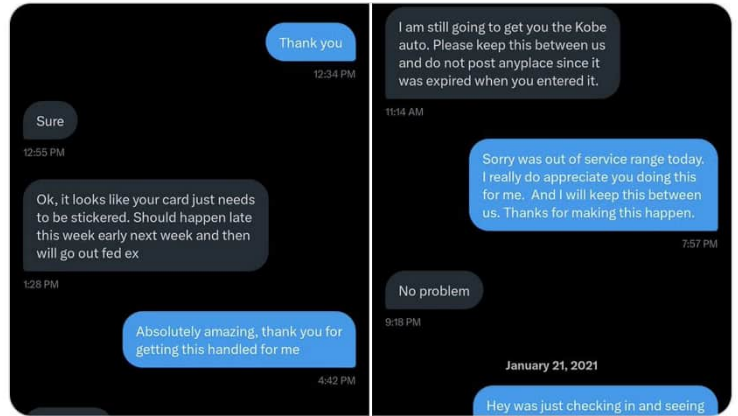 Thank you
12:34 PM
Sure
12:55 PM
Ok, it looks like your card just needs
to be stickered. Should happen late
this week early next week and then
will go out fed ex
1:28 PM
Absolutely amazing, thank you for
getting this handled for me
4:42 PM
I am still going to get you the Kobe
auto. Please keep this between us
and do not post anyplace since it
was expired when you entered it.
11:14 AM
Sorry was out of service range today.
I really do appreciate you doing this
for me. And I will keep this between
us. Thanks for making this happen.
7:57 PM
No problem
9:18 PM
January 21, 2021
Hey was just checking in and seeing